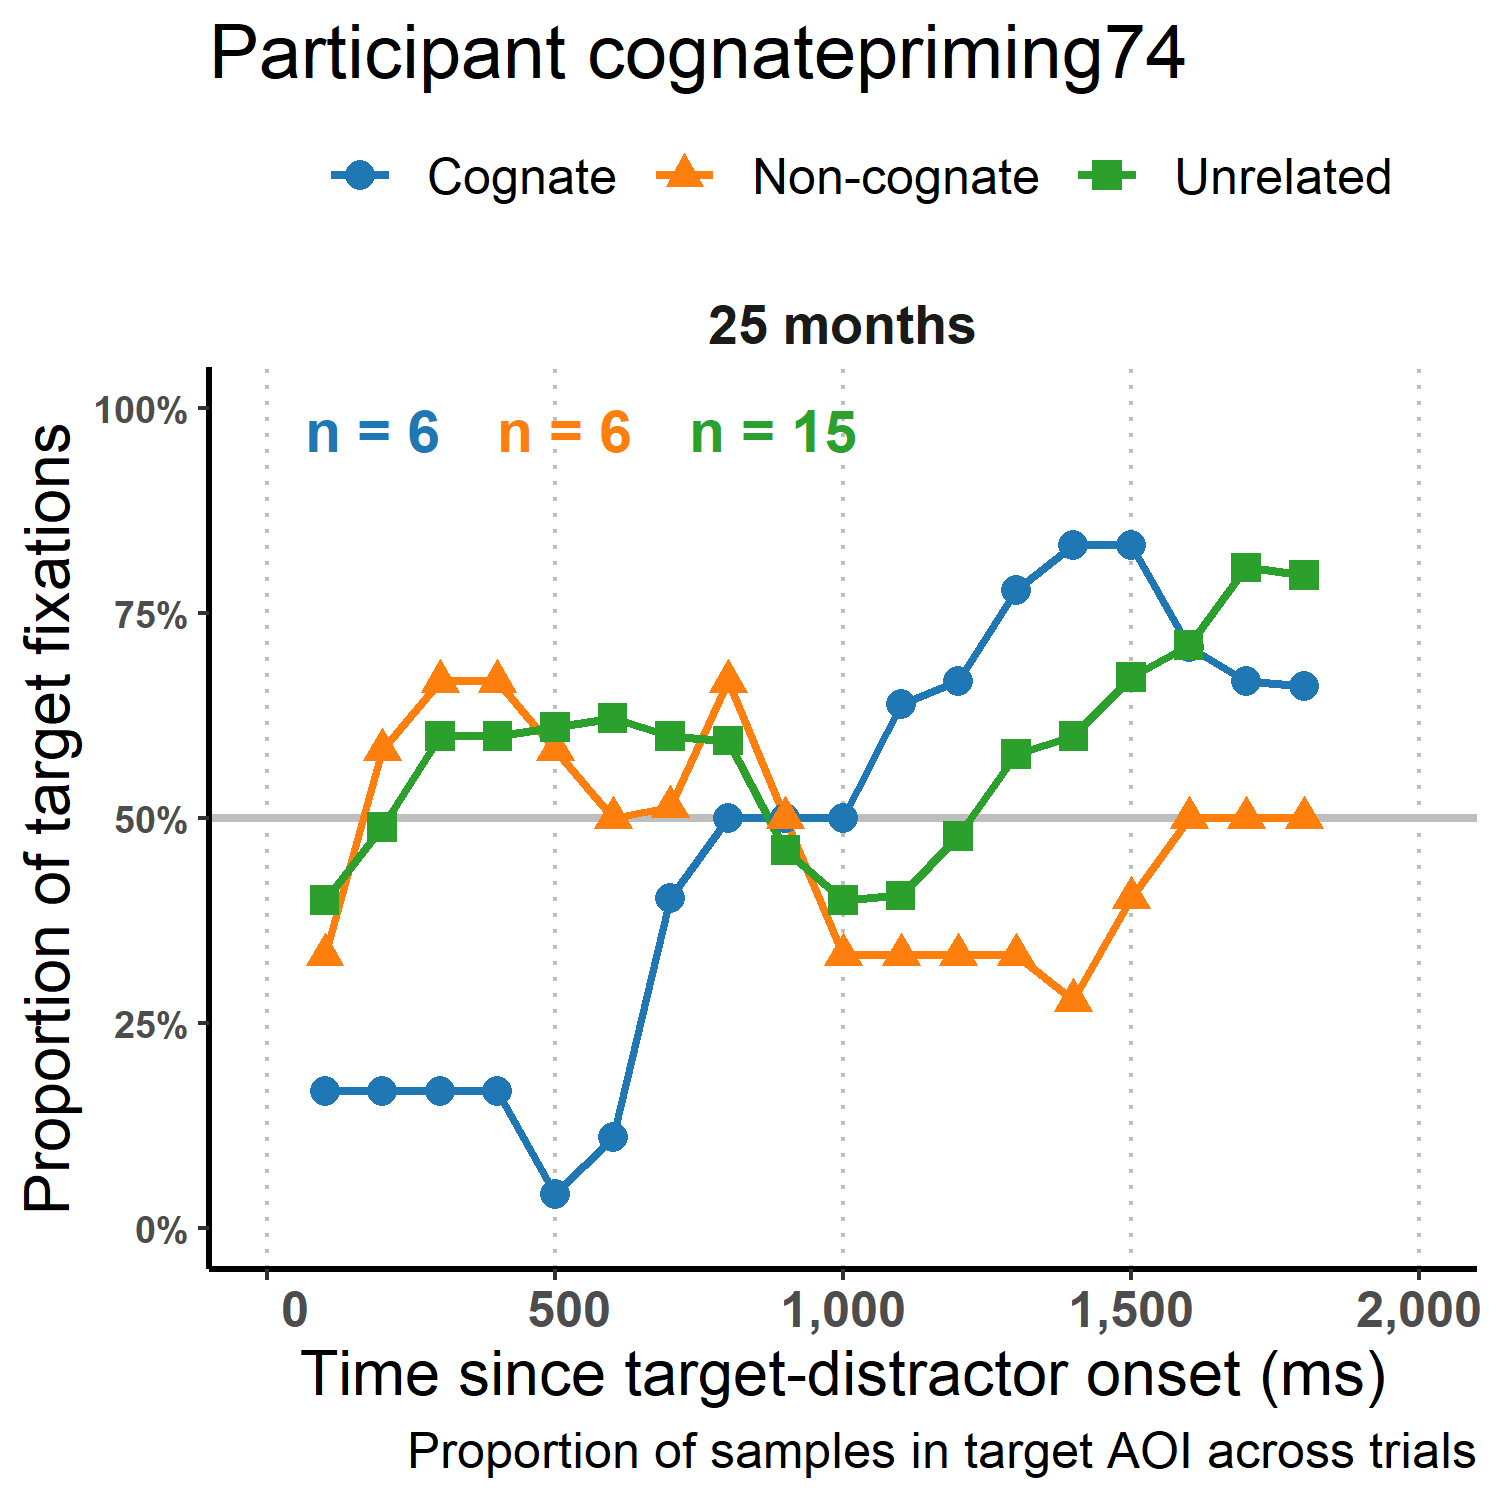 Participant cognatepriming74
Cognate Non-cognate Unrelated
25 months
n = 6 n = 6 n = 15
Proportion of target fixations
100%
75%
50%
25%
0%
0 500 1,000 1,500 2,000
Time since target-distractor onset (ms)
Proportion of samples in target AOI across trials